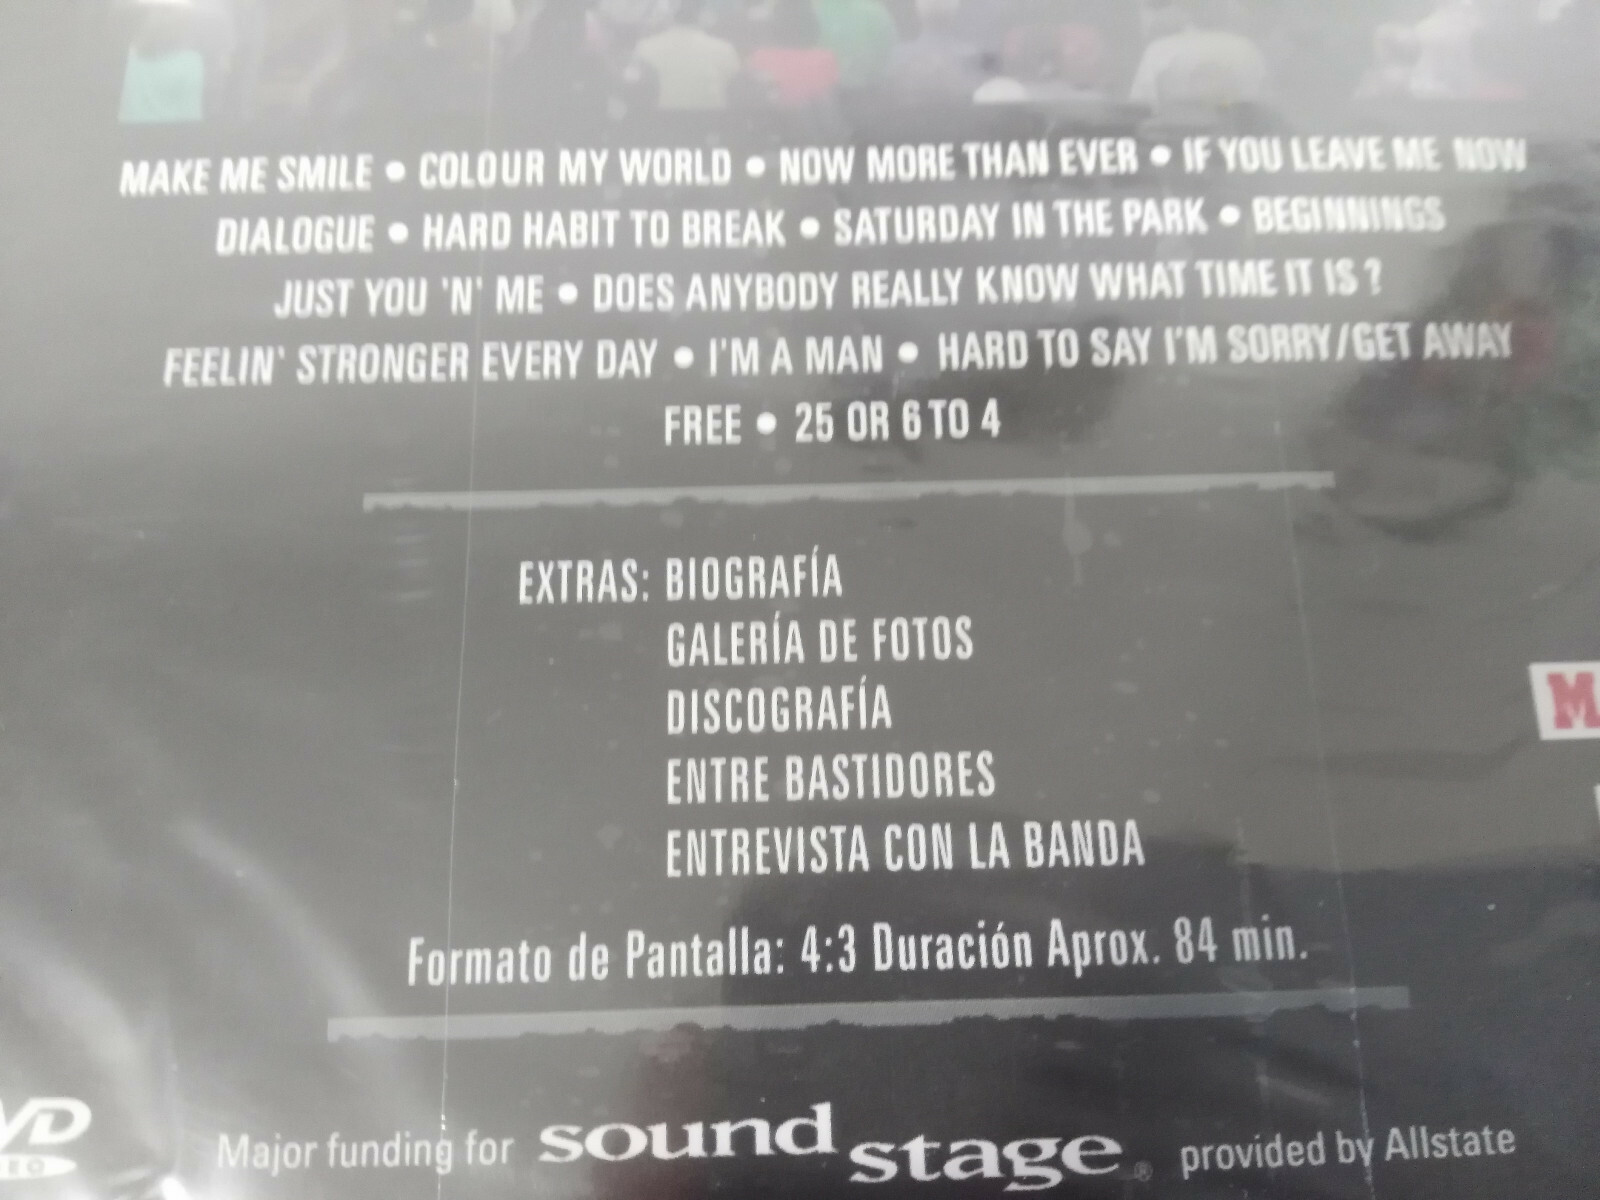 MAKE ME SMILE • COLOUR MY WORLD • NOW MORE THAN EVER • IF YOU LEAVE ME NOW
DIALOGUE • HARD HABIT TO BREAK • SATURDAY IN THE PARK • BEGINNINGS
JUST YOU 'N' ME • DOES ANYBODY REALLY KNOW WHAT TIME IT IS ?
FEELIN' STRONGER EVERY DAY • I'M A MAN • HARD TO SAY I'M SORRY/GET AWAY
FREE • 25 OR 6 TO 4
EXTRAS: BIOGRAFÍA
GALERÍA DE FOTOS
DISCOGRAFÍA
ENTRE BASTIDORES
ENTREVISTA CON LA BANDA
Formato de Pantalla: 4:3 Duración Aprox. 84 min.
Major funding for sound stage® provided by Allstate